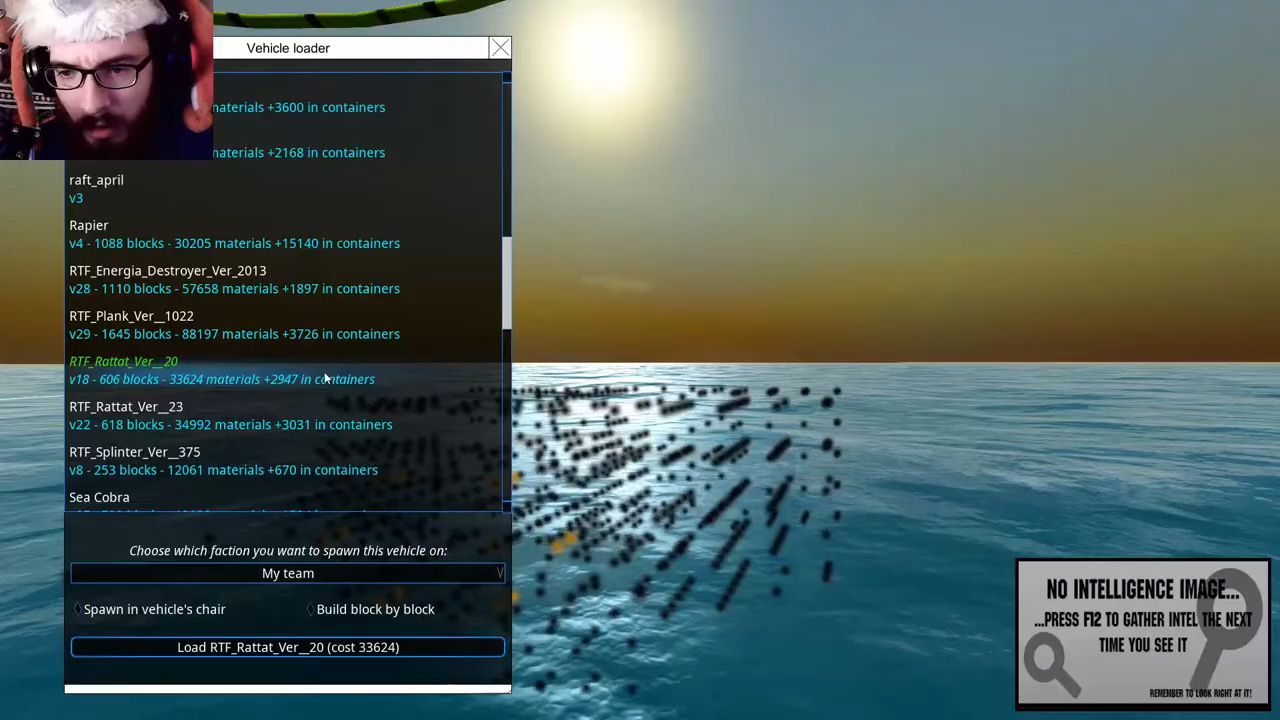 Vehicle loader
materials +3600 in containers
materials +2168 in containers
raft_april
v3
Rapier
v4 - 1088 blocks - 30205 materials +15140 in containers
RTF_Energia_Destroyer_Ver_2013
v28 - 1110 blocks - 57658 materials +1897 in containers
RTF_Plank_Ver__1022
v29 - 1645 blocks - 88197 materials +3726 in containers
RTF_Rattat_Ver__20
v18 - 606 blocks - 33624 materials +2947 in containers
RTF_Rattat_Ver__23
v22 - 618 blocks - 34992 materials +3031 in containers
RTF_Splinter_Ver__375
v8 - 253 blocks - 12061 materials +670 in containers
Sea Cobra
Choose which faction you want to spawn this vehicle on:
My team
Spawn in vehicle's chair
Build block by block
Load RTF_Rattat_Ver__20 (cost 33624)
NO INTELLIGENCE IMAGE...
...PRESS F12 TO GATHER INTEL THE NEXT
TIME YOU SEE IT
REMEMBER TO LOOK RIGHT AT IT!